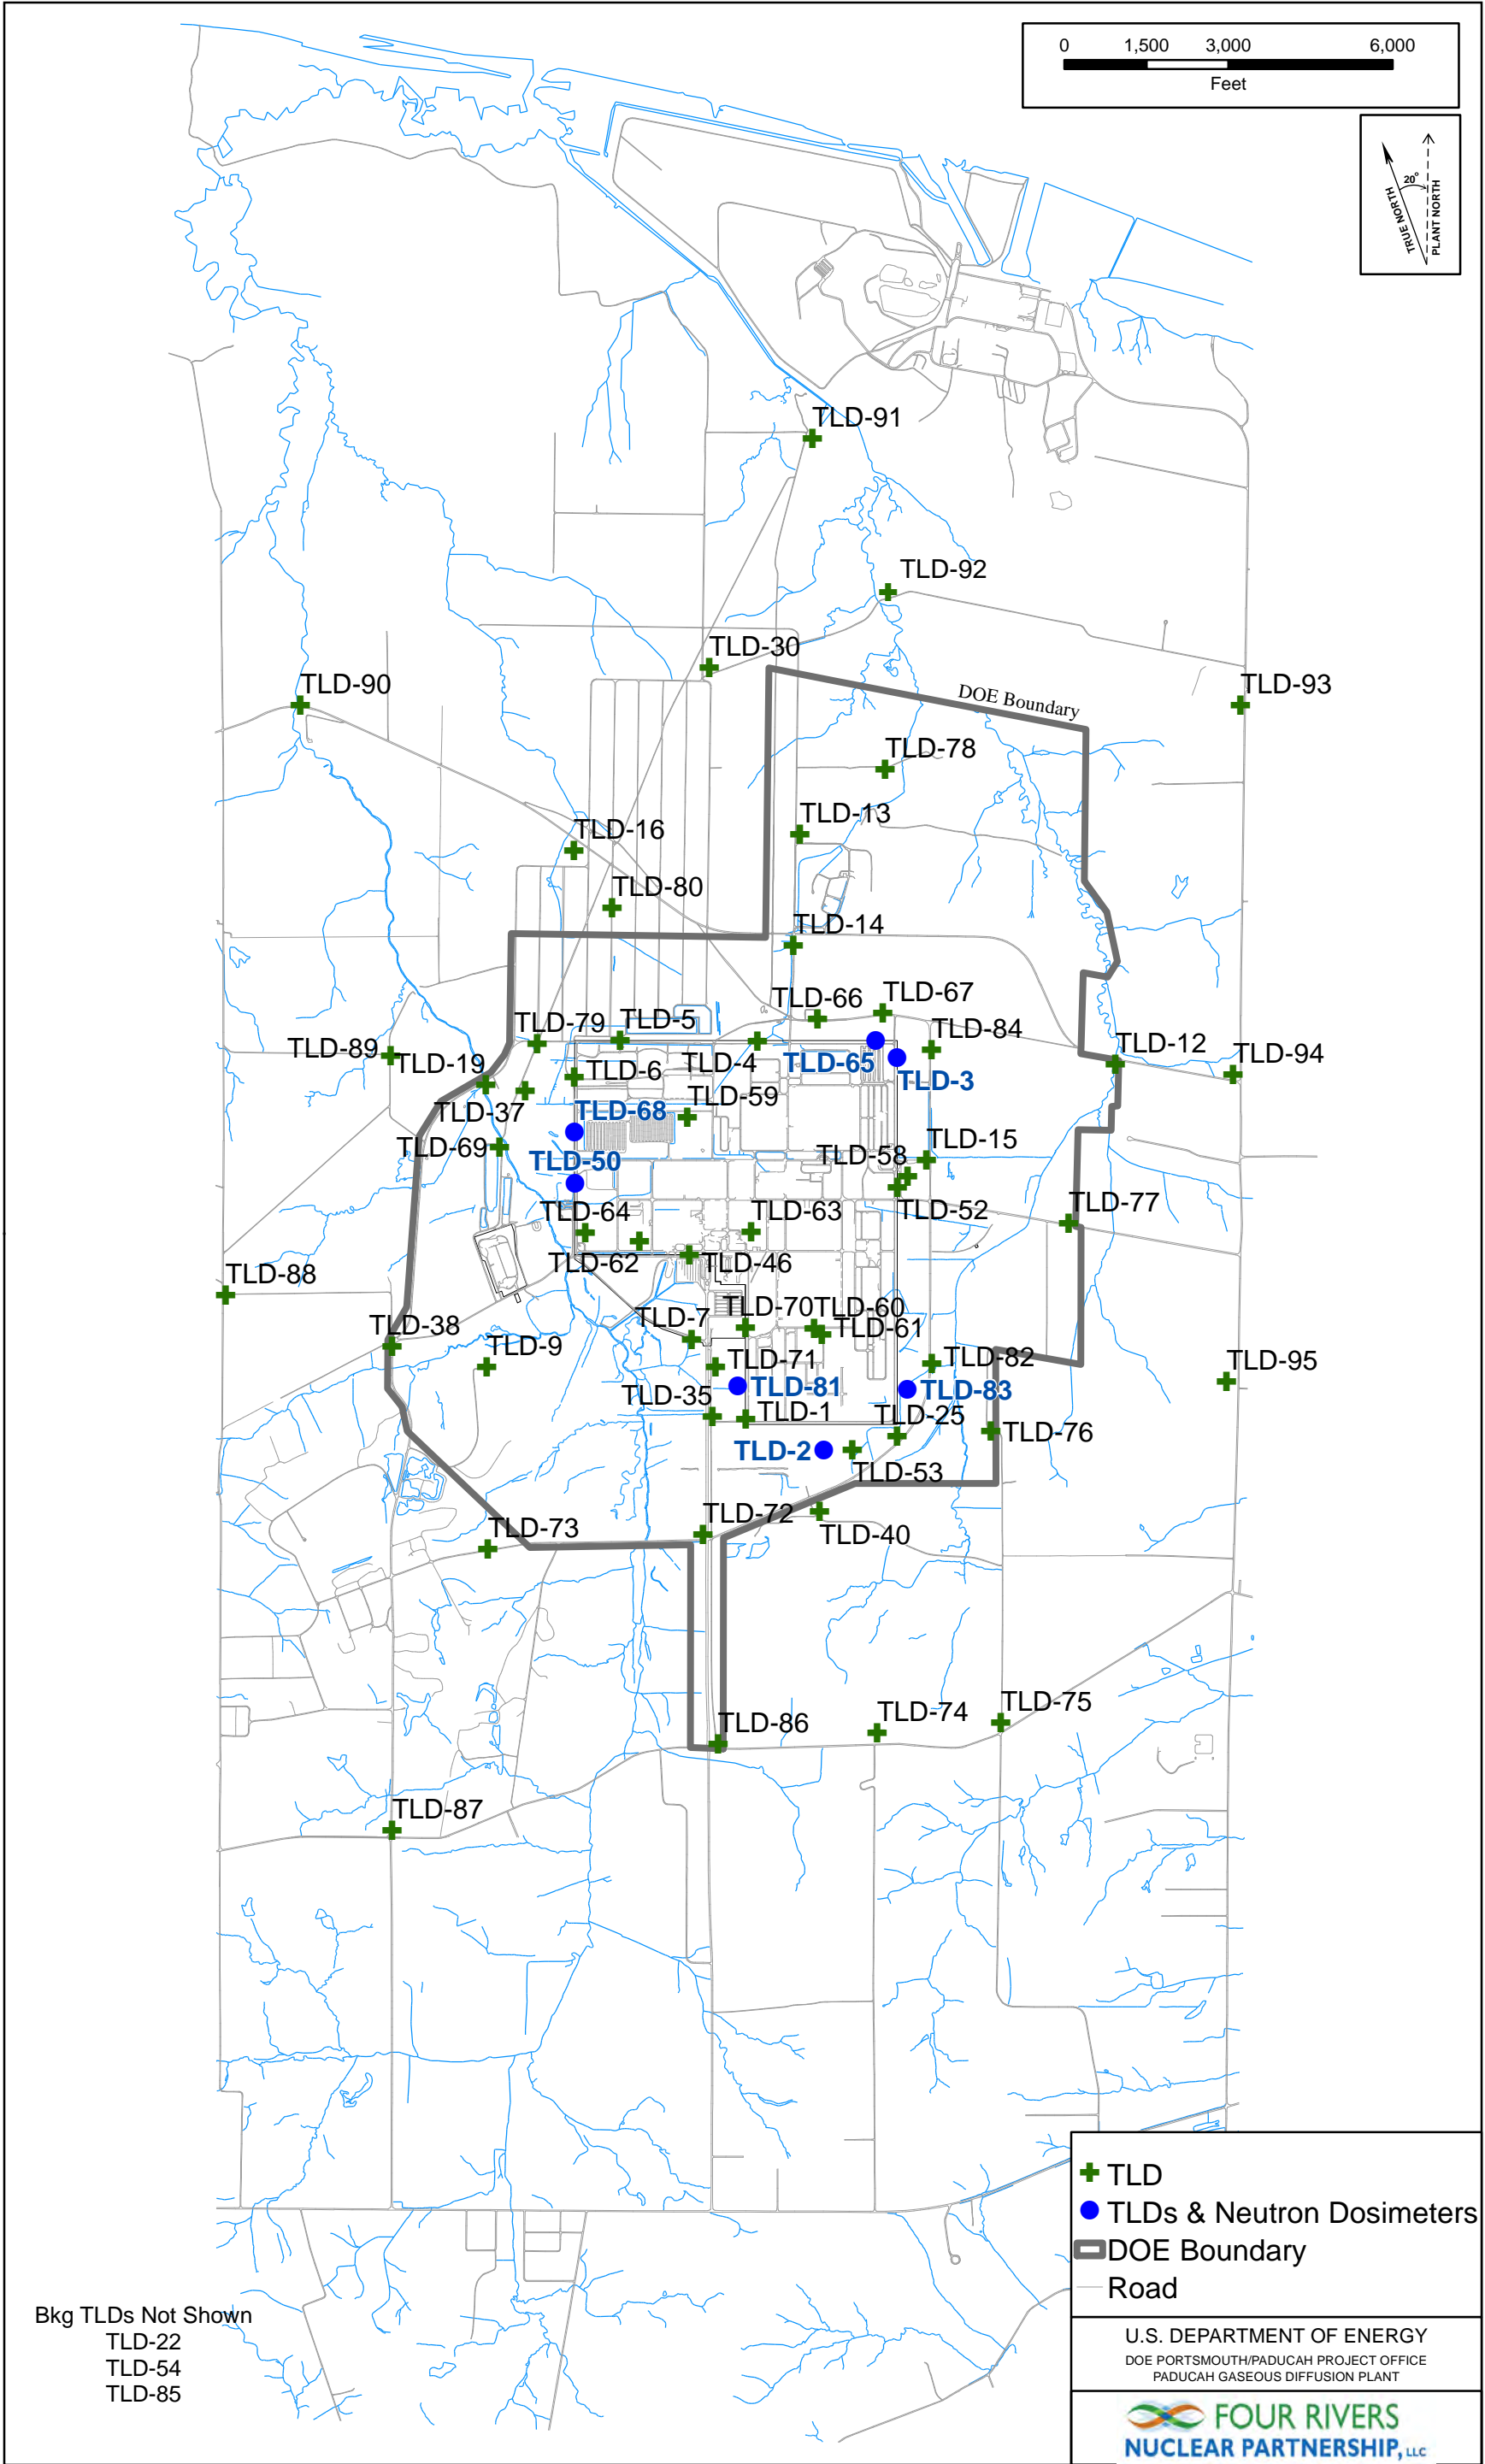 0 1,500 3,000 6,000
Feet
TRUE NORTH
20°
PLANT NORTH
TLD-91
TLD-92
TLD-30
TLD-90
TLD-93
DOE Boundary
TLD-78
TLD-13
TLD-16
TLD-80
TLD-14
TLD-66
TLD-67
TLD-79
TLD-5
TLD-84
TLD-89
TLD-19
TLD-6
TLD-4
TLD-65
TLD-12
TLD-94
TLD-3
TLD-37
TLD-68
TLD-59
TLD-69
TLD-50
TLD-58
TLD-15
TLD-64
TLD-63
TLD-52
TLD-77
TLD-62
TLD-46
TLD-88
TLD-38
TLD-7
TLD-70
TLD-60
TLD-61
TLD-9
TLD-71
TLD-82
TLD-95
TLD-81
TLD-83
TLD-35
TLD-1
TLD-25
TLD-76
TLD-2
TLD-53
TLD-73
TLD-72
TLD-40
TLD-86
TLD-74
TLD-75
TLD-87
TLD
TLDs & Neutron Dosimeters
DOE Boundary
Road
Bkg TLDs Not Shown
TLD-22
TLD-54
TLD-85
U.S. DEPARTMENT OF ENERGY
DOE PORTSMOUTH/PADUCAH PROJECT OFFICE
PADUCAH GASEOUS DIFFUSION PLANT
FOUR RIVERS
NUCLEAR PARTNERSHIP, LLC